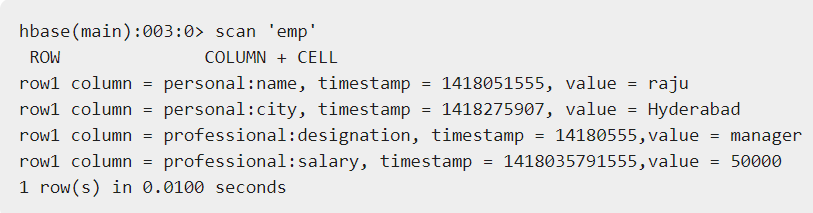 hbase(main):003:0> scan 'emp'
ROW COLUMN + CELL
row1 column = personal:name, timestamp = 1418051555, value = raju
row1 column = personal:city, timestamp = 1418275907, value = Hyderabad
row1 column = professional:designation, timestamp = 14180555,value = manager
row1 column = professional:salary, timestamp = 1418035791555,value = 50000
1 row(s) in 0.0100 seconds